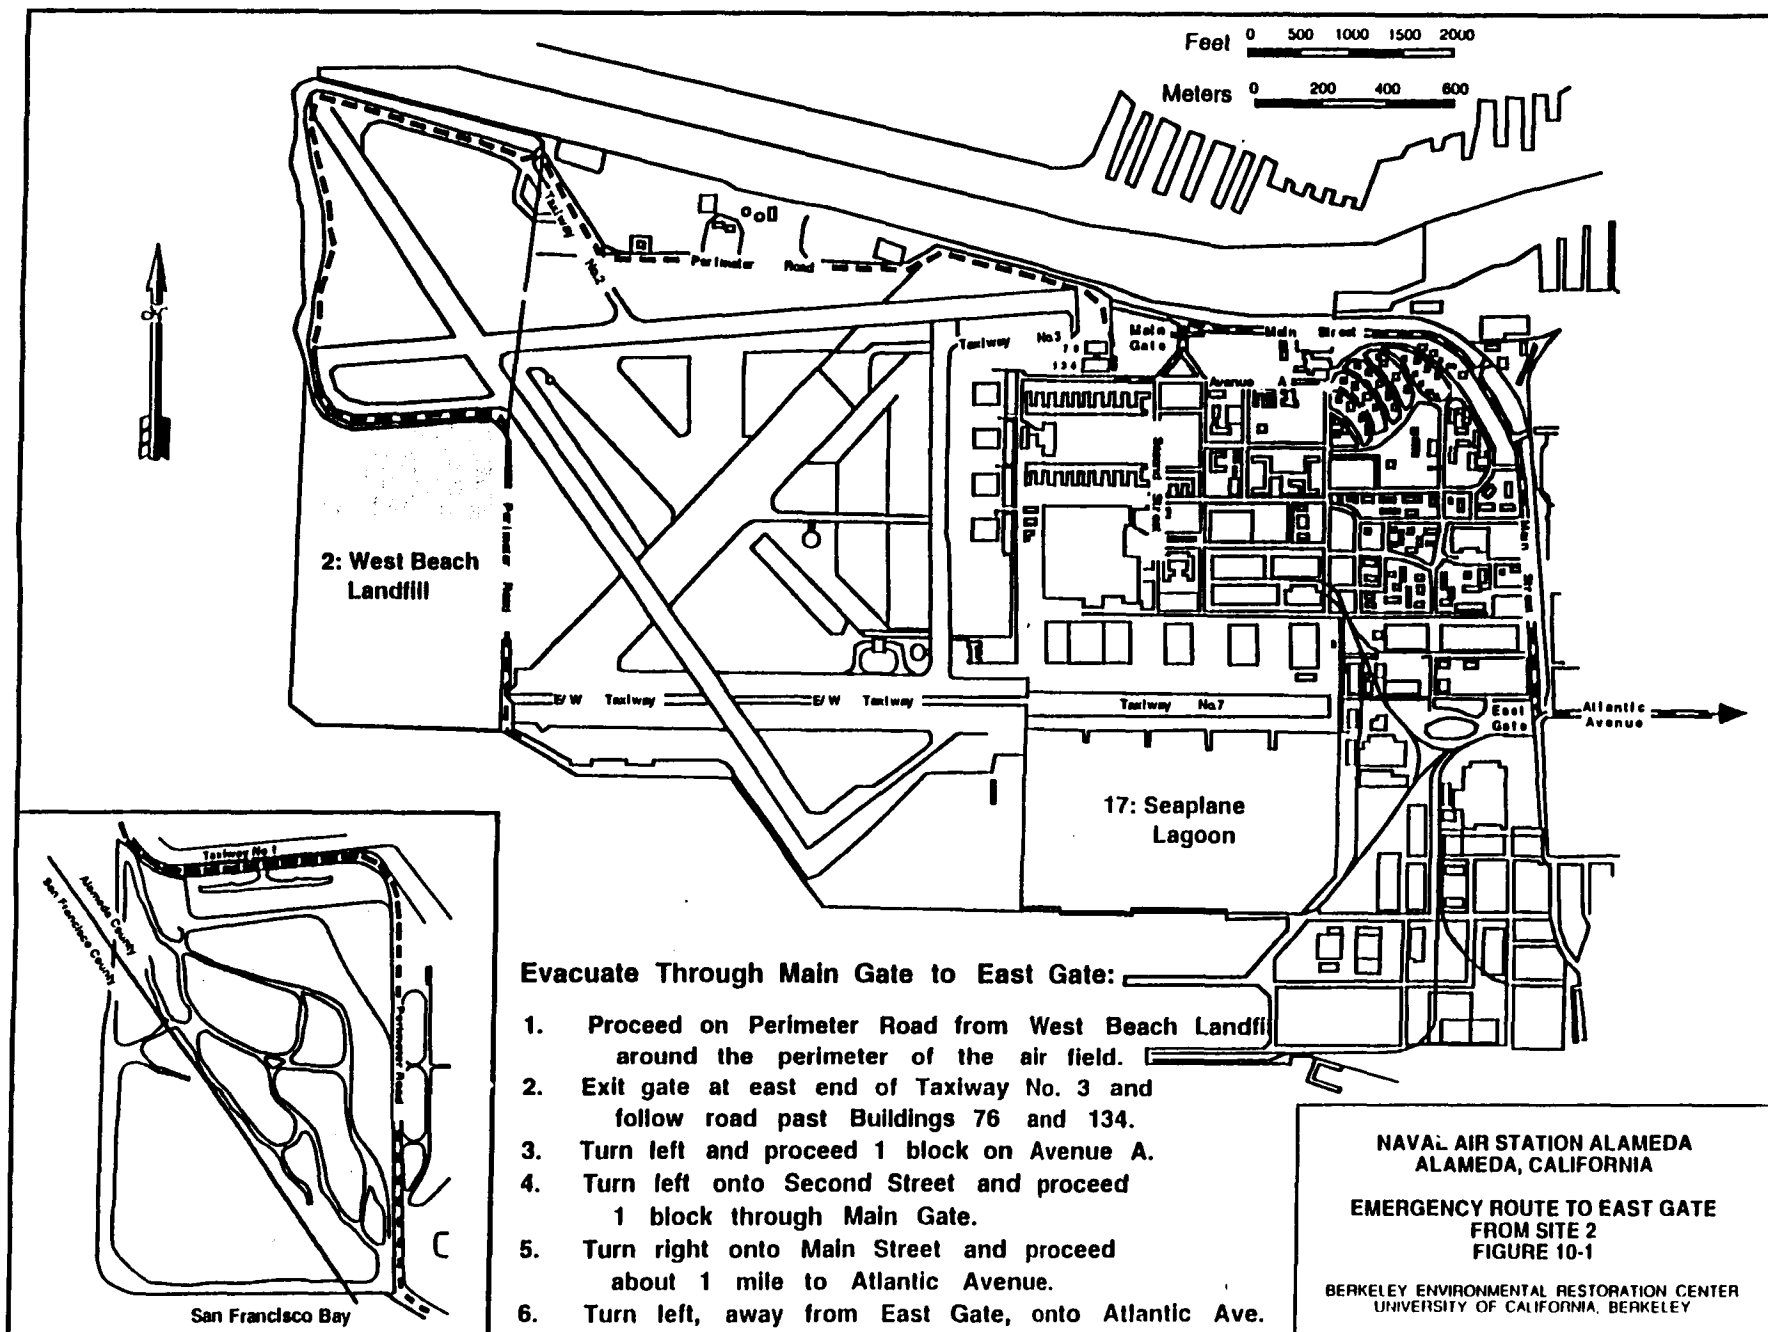 Feet 0 500 1000 1500 2000
Meters 0 200 400 600
Taxiway No.2
Perimeter Road
Taxiway No.3
76
134
Main Gate
Main Street
Avenue A
Second Street
Main Street
Perimeter Road
2: West Beach
Landfill
E/W Taxiway
E/W Taxiway
Taxiway No.7
East
Gate
Atlantic
Avenue
17: Seaplane
Lagoon
Taxiway No 1
Alameda County
San Francisco County
Perimeter Road
San Francisco Bay
Evacuate Through Main Gate to East Gate:
1. Proceed on Perimeter Road from West Beach Landfi
around the perimeter of the air field.
2. Exit gate at east end of Taxiway No. 3 and
follow road past Buildings 76 and 134.
3. Turn left and proceed 1 block on Avenue A.
4. Turn left onto Second Street and proceed
1 block through Main Gate.
5. Turn right onto Main Street and proceed
about 1 mile to Atlantic Avenue.
6. Turn left, away from East Gate, onto Atlantic Ave.
NAVAL AIR STATION ALAMEDA
ALAMEDA, CALIFORNIA
EMERGENCY ROUTE TO EAST GATE
FROM SITE 2
FIGURE 10-1
BERKELEY ENVIRONMENTAL RESTORATION CENTER
UNIVERSITY OF CALIFORNIA, BERKELEY